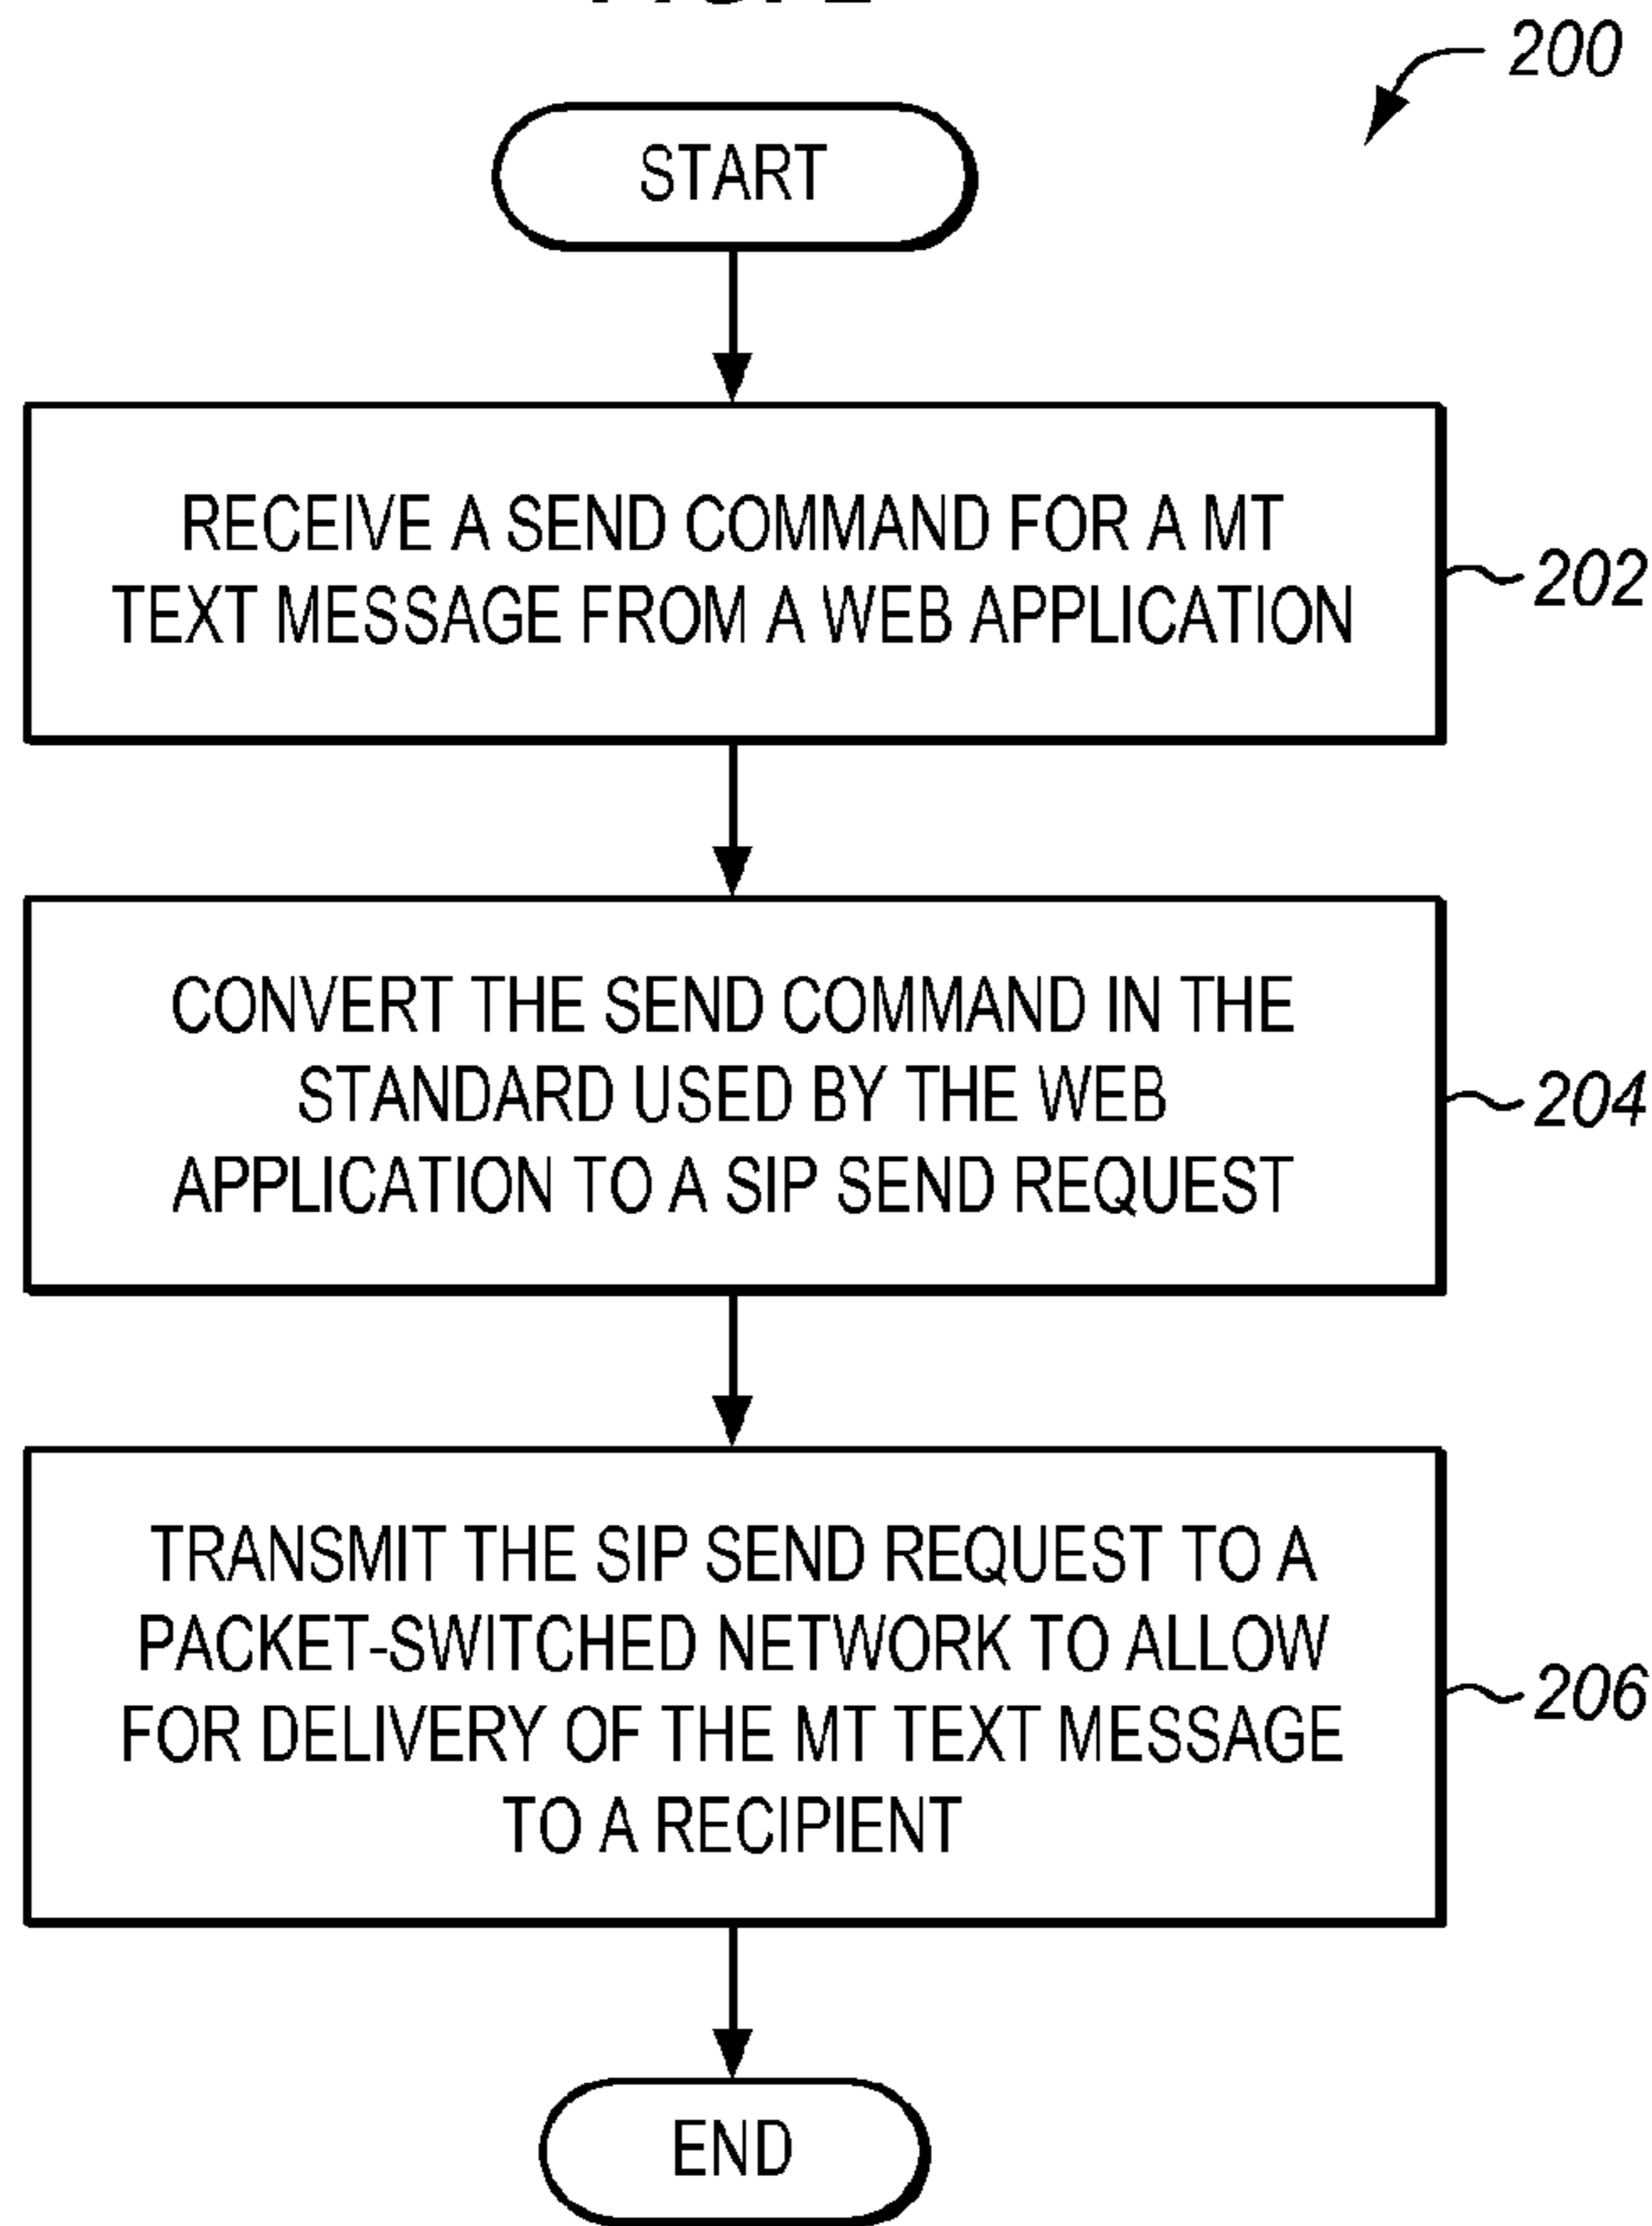 200
START
RECEIVE A SEND COMMAND FOR A MT
TEXT MESSAGE FROM A WEB APPLICATION
202
CONVERT THE SEND COMMAND IN THE
STANDARD USED BY THE WEB
APPLICATION TO A SIP SEND REQUEST
204
TRANSMIT THE SIP SEND REQUEST TO A
PACKET-SWITCHED NETWORK TO ALLOW
FOR DELIVERY OF THE MT TEXT MESSAGE
TO A RECIPIENT
206
END